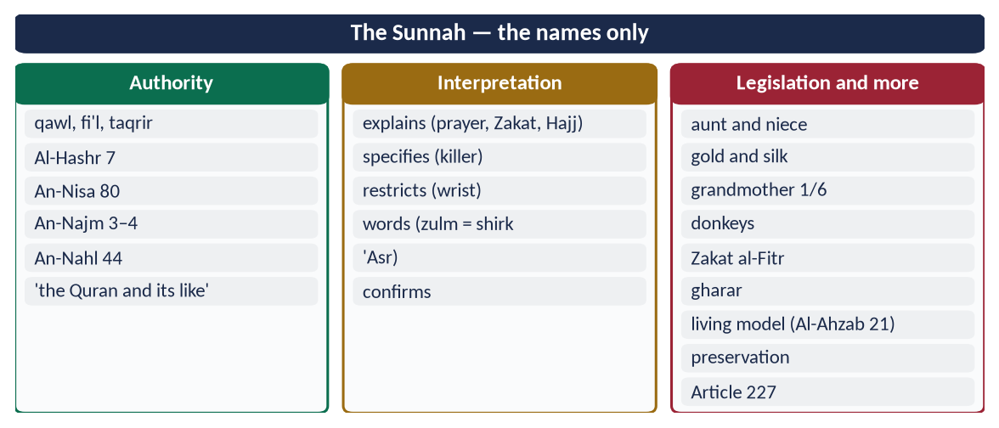 The Sunnah — the names only
Authority
qawl, fi'l, taqrir
Al-Hashr 7
An-Nisa 80
An-Najm 3–4
An-Nahl 44
'the Quran and its like'
Interpretation
explains (prayer, Zakat, Hajj)
specifies (killer)
restricts (wrist)
words (zulm = shirk
'Asr)
confirms
Legislation and more
aunt and niece
gold and silk
grandmother 1/6
donkeys
Zakat al-Fitr
gharar
living model (Al-Ahzab 21)
preservation
Article 227